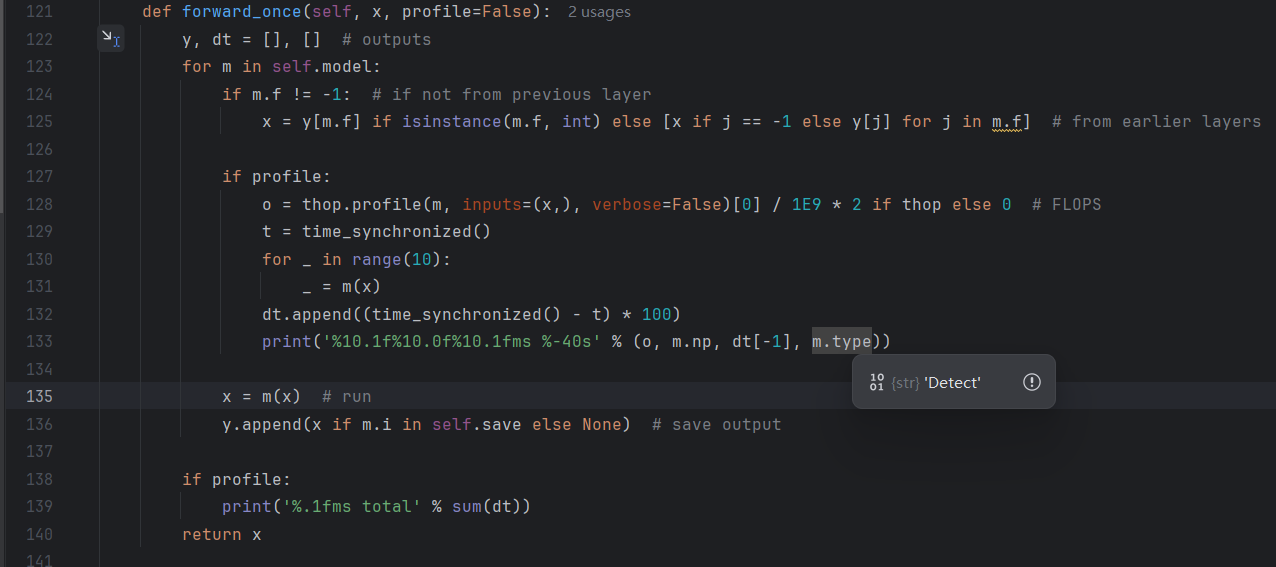 121 def forward_once(self, x, profile=False): 2 usages
122 y, dt = [], [] # outputs
123 for m in self.model:
124 if m.f != -1: # if not from previous layer
125 x = y[m.f] if isinstance(m.f, int) else [x if j == -1 else y[j] for j in m.f] # from earlier layers
126
127 if profile:
128 o = thop.profile(m, inputs=(x,), verbose=False)[0] / 1E9 * 2 if thop else 0 # FLOPS
129 t = time_synchronized()
130 for _ in range(10):
131 _ = m(x)
132 dt.append((time_synchronized() - t) * 100)
133 print('%10.1f%10.0f%10.1fms %-40s' % (o, m.np, dt[-1], m.type))
134
10 01 {str} 'Detect'
135 x = m(x) # run
136 y.append(x if m.i in self.save else None) # save output
137
138 if profile:
139 print('%.1fms total' % sum(dt))
140 return x
141